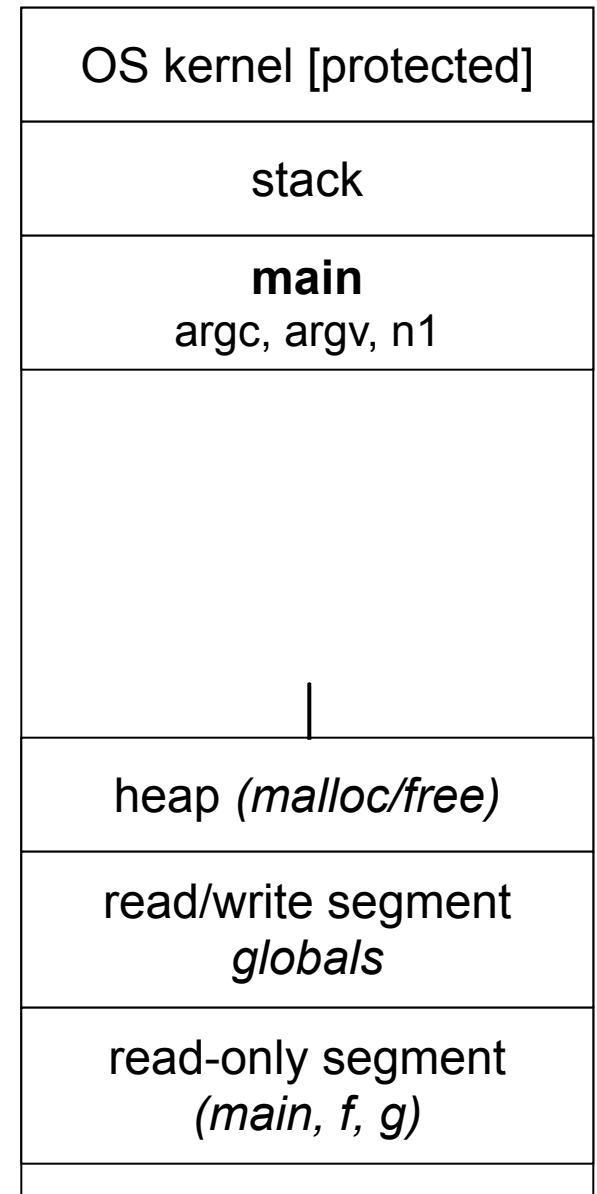 OS kernel [protected]
stack
main
argc, argv, n1
heap (malloc/free)
read/write segment
globals
read-only segment
(main, f, g)